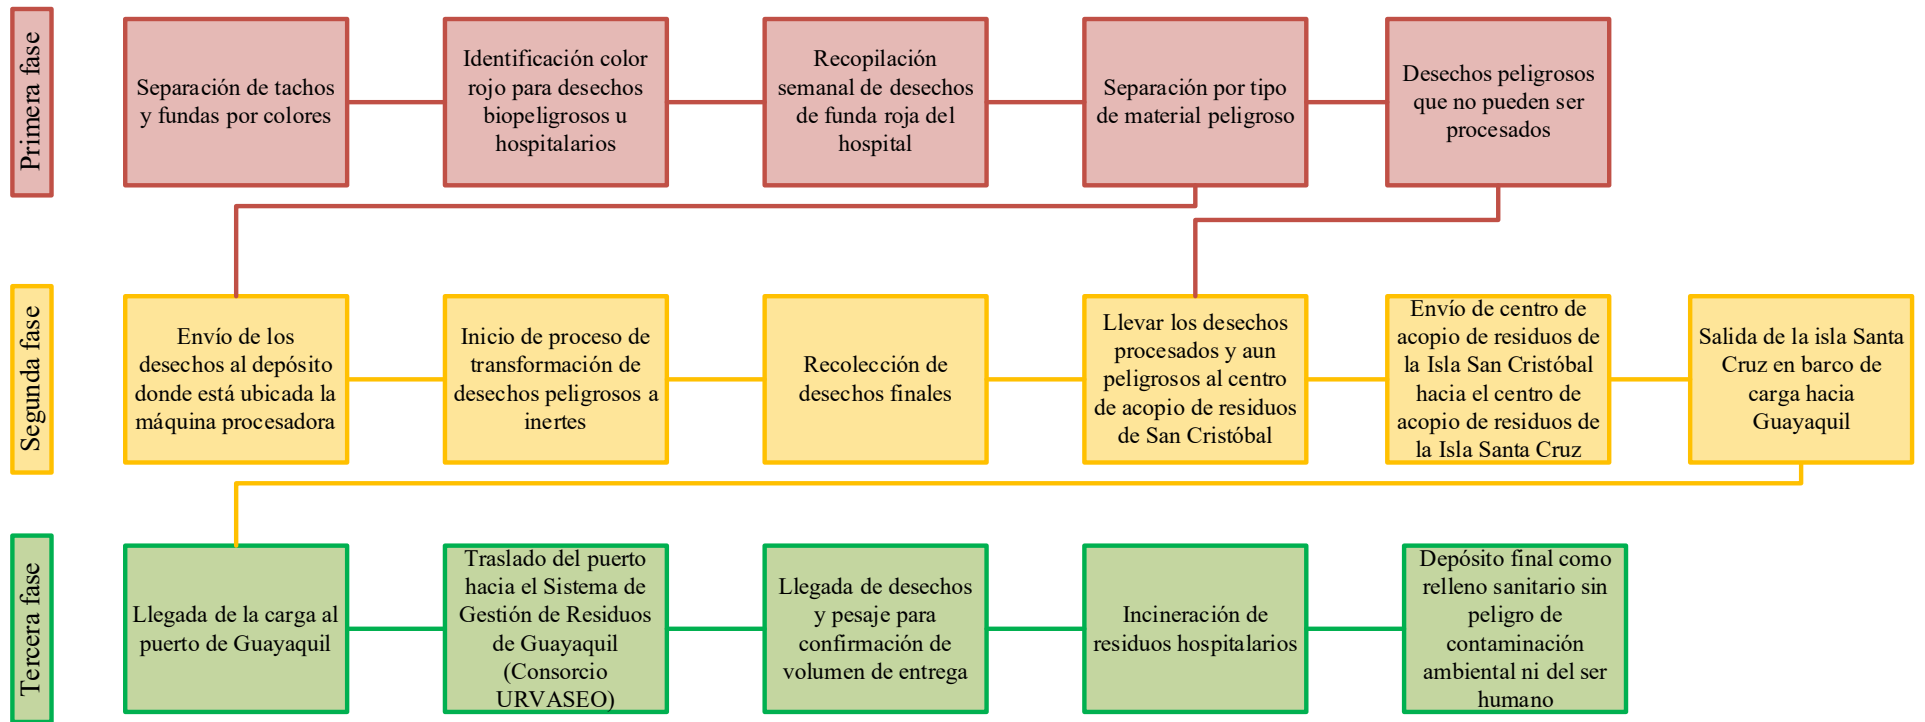 Primera fase
Separación de tachos
y fundas por colores
Identificación color
rojo para desechos
biopeligrosos u
hospitalarios
Recopilación
semanal de desechos
de funda roja del
hospital
Separación por tipo
de material peligroso
Desechos peligrosos
que no pueden ser
procesados
Segunda fase
Envío de los
desechos al depósito
donde está ubicada la
máquina procesadora
Inicio de proceso de
transformación de
desechos peligrosos a
inertes
Recolección de
desechos finales
Llevar los desechos
procesados y aun
peligrosos al centro
de acopio de residuos
de San Cristóbal
Envío de centro de
acopio de residuos de
la Isla San Cristóbal
hacia el centro de
acopio de residuos de
la Isla Santa Cruz
Salida de la isla Santa
Cruz en barco de
carga hacia
Guayaquil
Tercera fase
Llegada de la carga al
puerto de Guayaquil
Traslado del puerto
hacia el Sistema de
Gestión de Residuos
de Guayaquil
(Consorcio
URVASEO)
Llegada de desechos
y pesaje para
confirmación de
volumen de entrega
Incineración de
residuos hospitalarios
Depósito final como
relleno sanitario sin
peligro de
contaminación
ambiental ni del ser
humano